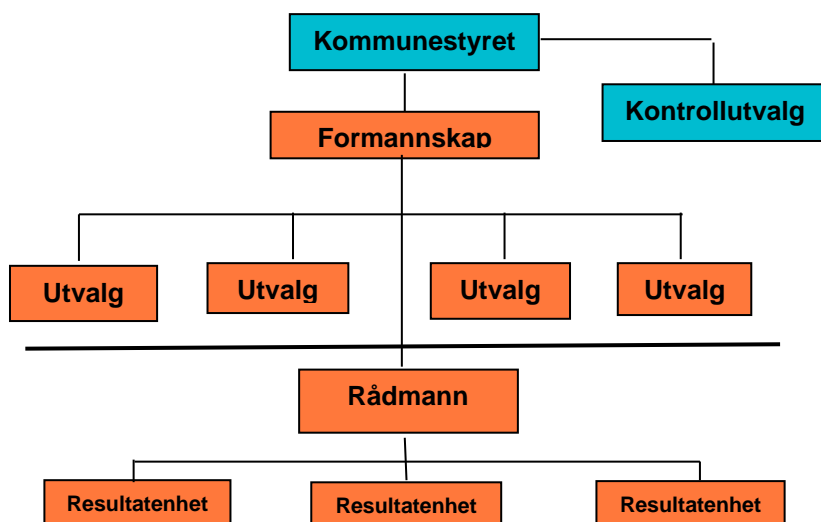 Kommunestyret
Kontrollutvalg
Formannskap
Utvalg
Utvalg
Utvalg
Utvalg
Rådmann
Resultatenhet
Resultatenhet
Resultatenhet